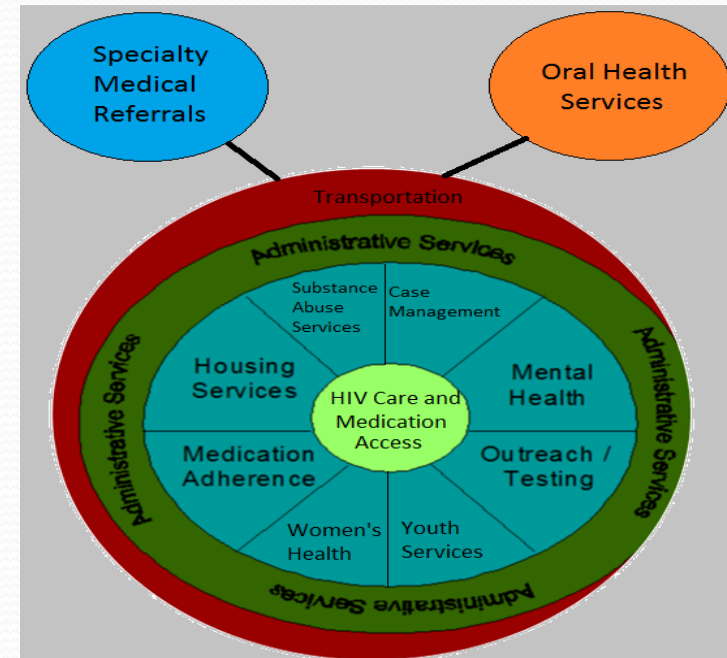 Specialty
Medical
Referrals
Oral Health
Services
Transportation
Administrative Services
Substance
Abuse
Services
Case
Management
Housing
Services
Mental
Health
Administrative Services
Administrative Services
HIV Care and
Medication
Access
Medication
Adherence
Outreach /
Testing
Women's
Health
Youth
Services
Administrative Services